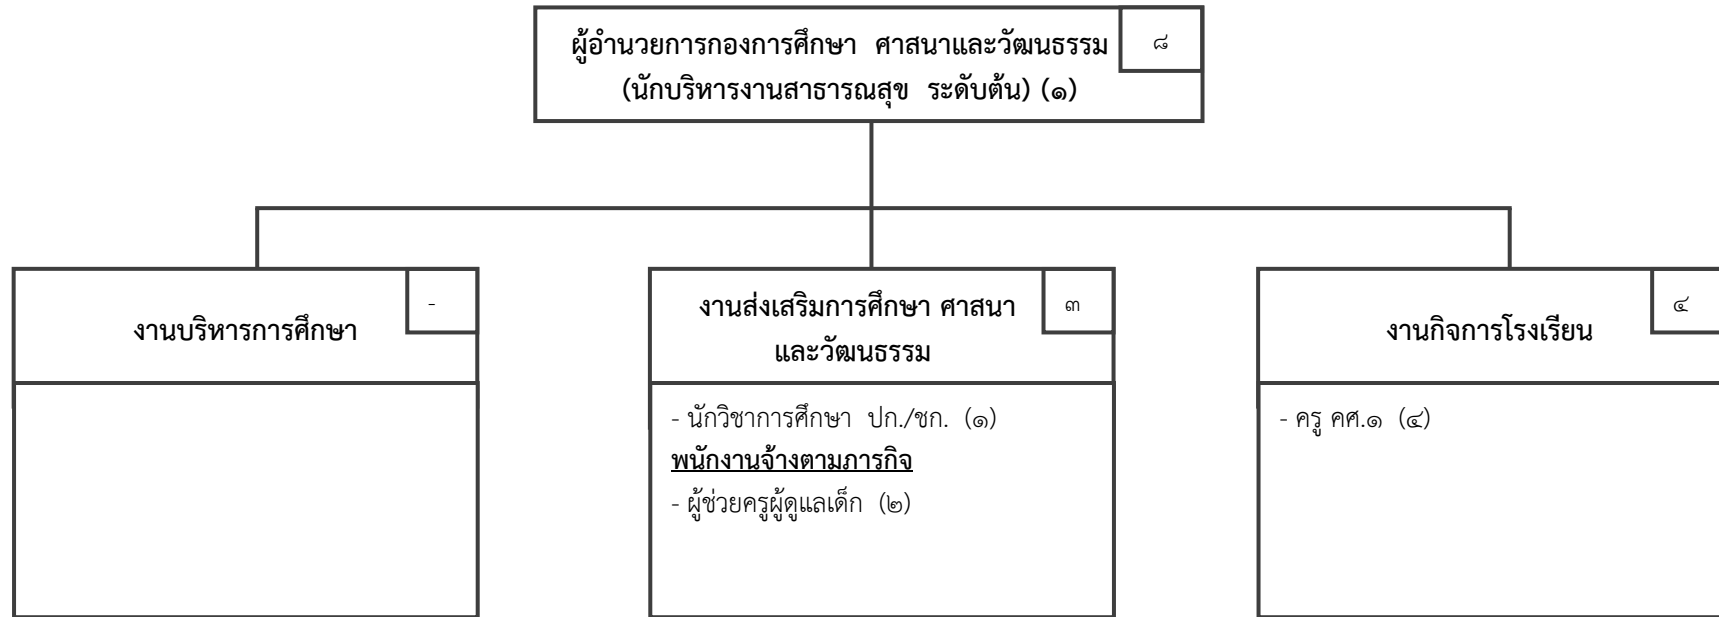 ผู้อำนวยการกองการศึกษา ศาสนาและวัฒนธรรม
๘
(นักบริหารงานสาธารณสุข ระดับต้น) (๑)
งานบริหารการศึกษา
-
งานส่งเสริมการศึกษา ศาสนา
และวัฒนธรรม
๓
- นักวิชาการศึกษา ปก./ชก. (๑)
พนักงานจ้างตามภารกิจ
- ผู้ช่วยครูผู้ดูแลเด็ก (๒)
งานกิจการโรงเรียน
๔
- ครู คศ.๑ (๔)